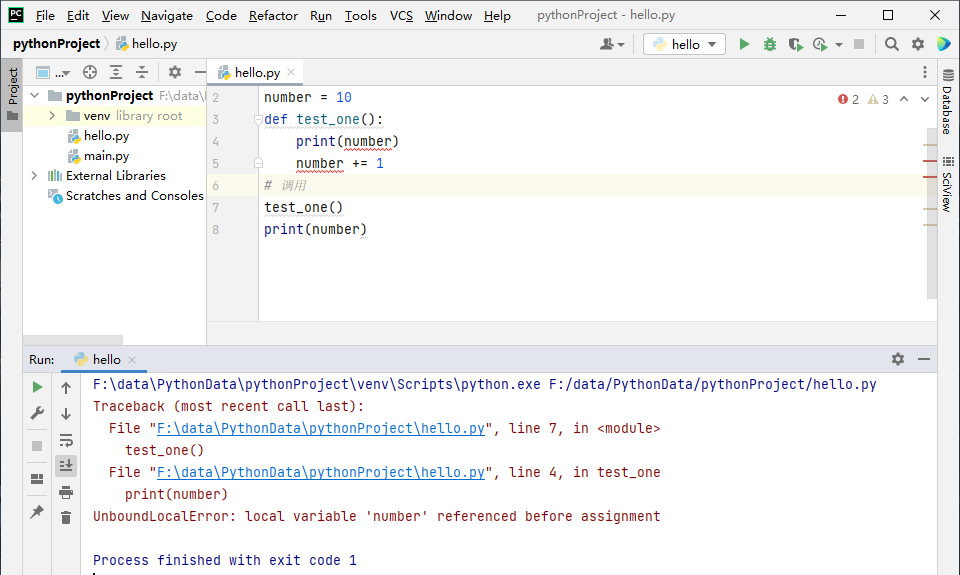 File Edit View Navigate Code Refactor Run Tools VCS Window Help pythonProject - hello.py
pythonProject hello.py hello
Project
... hello.py
pythonProject F:\data\
venv library root
hello.py
main.py
External Libraries
Scratches and Consoles
2 number = 10
3 def test_one():
4 print(number)
5 number += 1
6 # 调用
7 test_one()
8 print(number)
2 3
Database
SciView
Run: hello
F:\data\PythonData\pythonProject\venv\Scripts\python.exe F:/data/PythonData/pythonProject/hello.py
Traceback (most recent call last):
File "F:\data\PythonData\pythonProject\hello.py", line 7, in <module>
test_one()
File "F:\data\PythonData\pythonProject\hello.py", line 4, in test_one
print(number)
UnboundLocalError: local variable 'number' referenced before assignment
Process finished with exit code 1